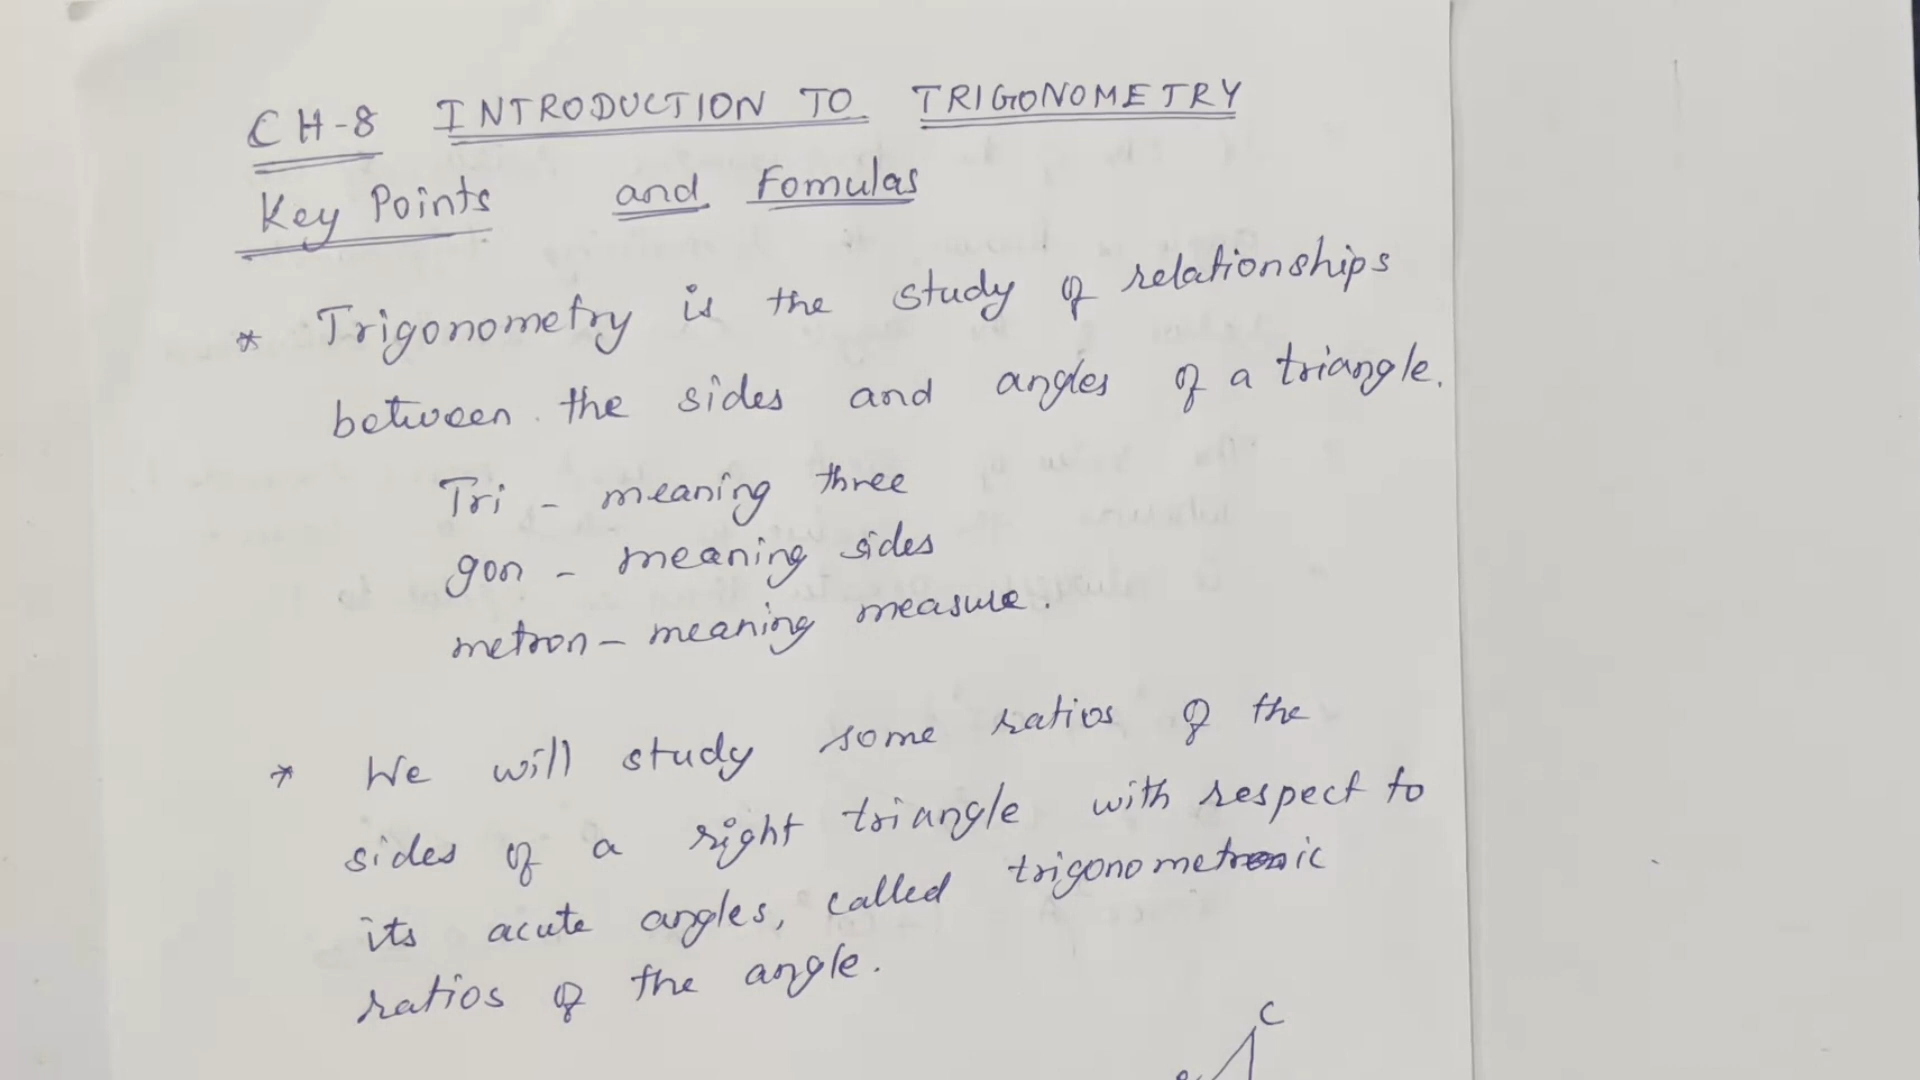 CH-8 INTRODUCTION TO TRIGONOMETRY
Key Points and Fomulas
* Trigonometry is the study of relationships
between the sides and angles of a triangle.
Tri - meaning three
gon - meaning sides
metron - meaning measure.
* We will study some ratios of the
sides of a right triangle with respect to
its acute angles, called trigonometronic
ratios of the angle.
C